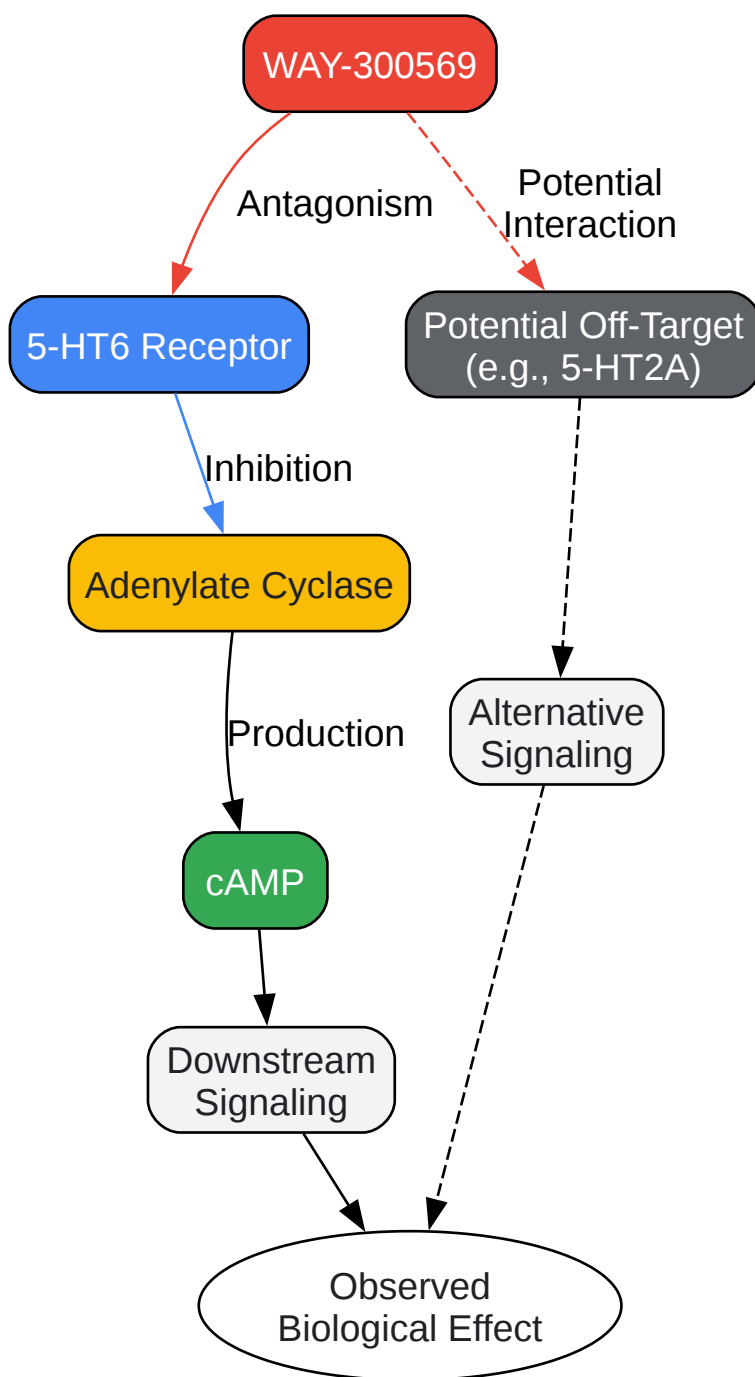 WAY-300569
Antagonism
Potential
Interaction
5-HT6 Receptor
Potential Off-Target
(e.g., 5-HT2A)
Inhibition
Adenylate Cyclase
Production
Alternative
Signaling
cAMP
Downstream
Signaling
Observed
Biological Effect